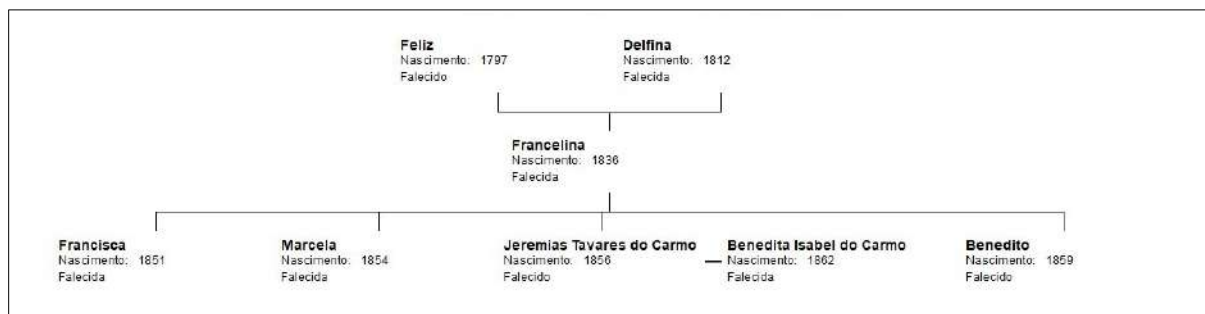 Feliz
Nascimento: 1797
Falecido
Delfina
Nascimento: 1812
Falecida
Francelina
Nascimento: 1836
Falecida
Francisca
Nascimento: 1851
Falecida
Marcela
Nascimento: 1854
Falecida
Jeremias Tavares do Carmo
Nascimento: 1856
Falecido
Benedita Isabel do Carmo
Nascimento: 1862
Falecida
Benedito
Nascimento: 1859
Falecido